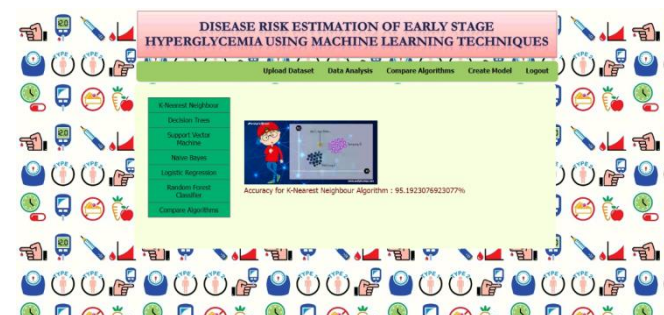 DISEASE RISK ESTIMATION OF EARLY STAGE
HYPERGLYCEMIA USING MACHINE LEARNING TECHNIQUES
Upload Dataset Data Analysis Compare Algorithms Create Model Logout
K-Nearest Neighbour
Decision Trees
Support Vector
Machine
Naive Bayes
Logistic Regression
Random Forest
Classifier
Compare Algorithms
Accuracy for K-Nearest Neighbour Algorithm : 95.1923076923077%